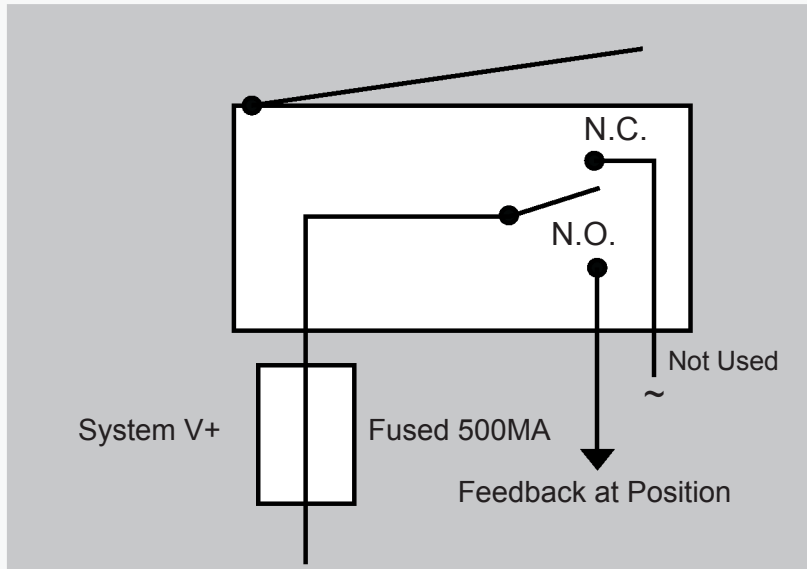 N.C.
N.O.
Not Used
~
System V+
Fused 500MA
Feedback at Position